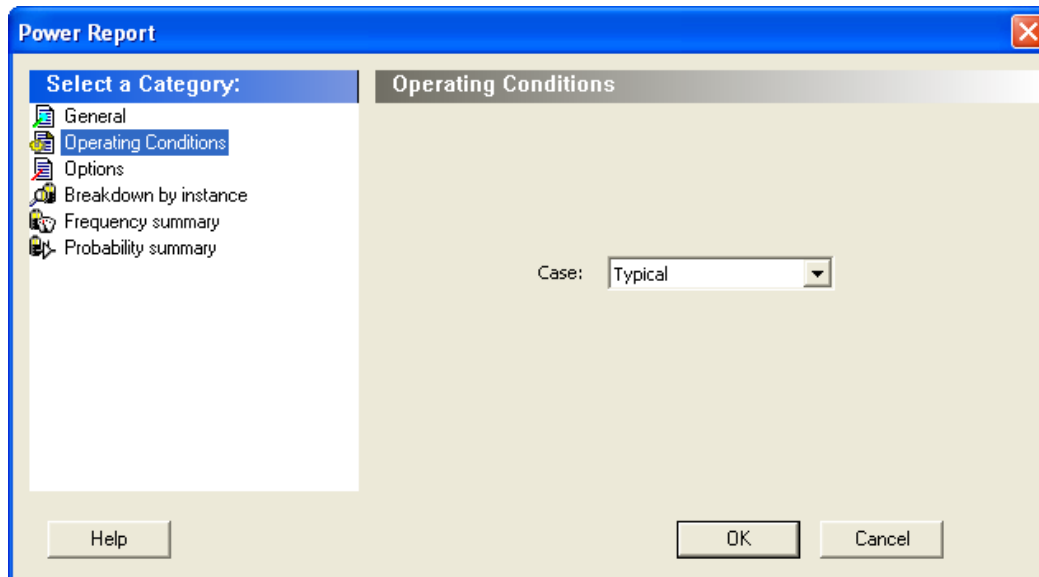 Power Report
Select a Category:
General
Operating Conditions
Options
Breakdown by instance
Frequency summary
Probability summary
Operating Conditions
Case: Typical
Help
OK
Cancel